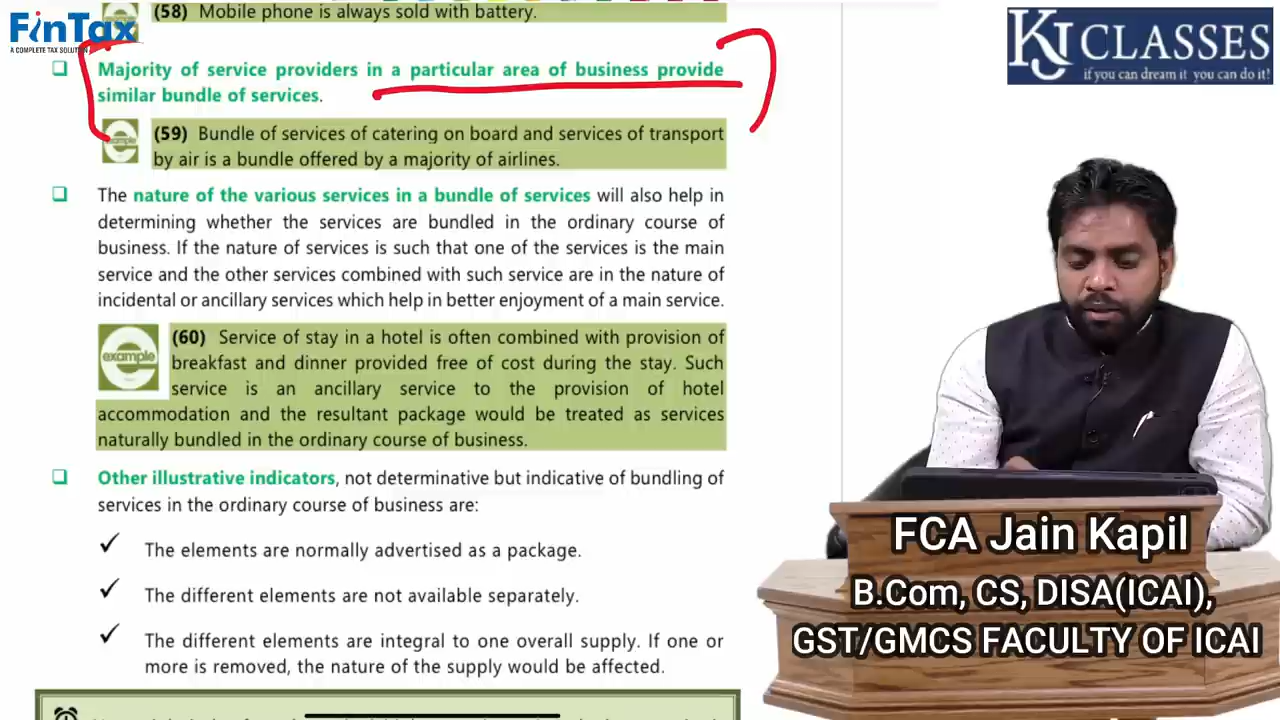 FinTax
A COMPLETE TAX SOLUTION
(58) Mobile phone is always sold with battery.
Majority of service providers in a particular area of business provide
similar bundle of services.
example
(59) Bundle of services of catering on board and services of transport
by air is a bundle offered by a majority of airlines.
The nature of the various services in a bundle of services will also help in
determining whether the services are bundled in the ordinary course of
business. If the nature of services is such that one of the services is the main
service and the other services combined with such service are in the nature of
incidental or ancillary services which help in better enjoyment of a main service.
example
(60) Service of stay in a hotel is often combined with provision of
breakfast and dinner provided free of cost during the stay. Such
service is an ancillary service to the provision of hotel
accommodation and the resultant package would be treated as services
naturally bundled in the ordinary course of business.
Other illustrative indicators, not determinative but indicative of bundling of
services in the ordinary course of business are:
The elements are normally advertised as a package.
The different elements are not available separately.
The different elements are integral to one overall supply. If one or
more is removed, the nature of the supply would be affected.
KJ CLASSES
if you can dream it you can do it!
FCA Jain Kapil
B.Com, CS, DISA(ICAI),
GST/GMCS FACULTY OF ICAI